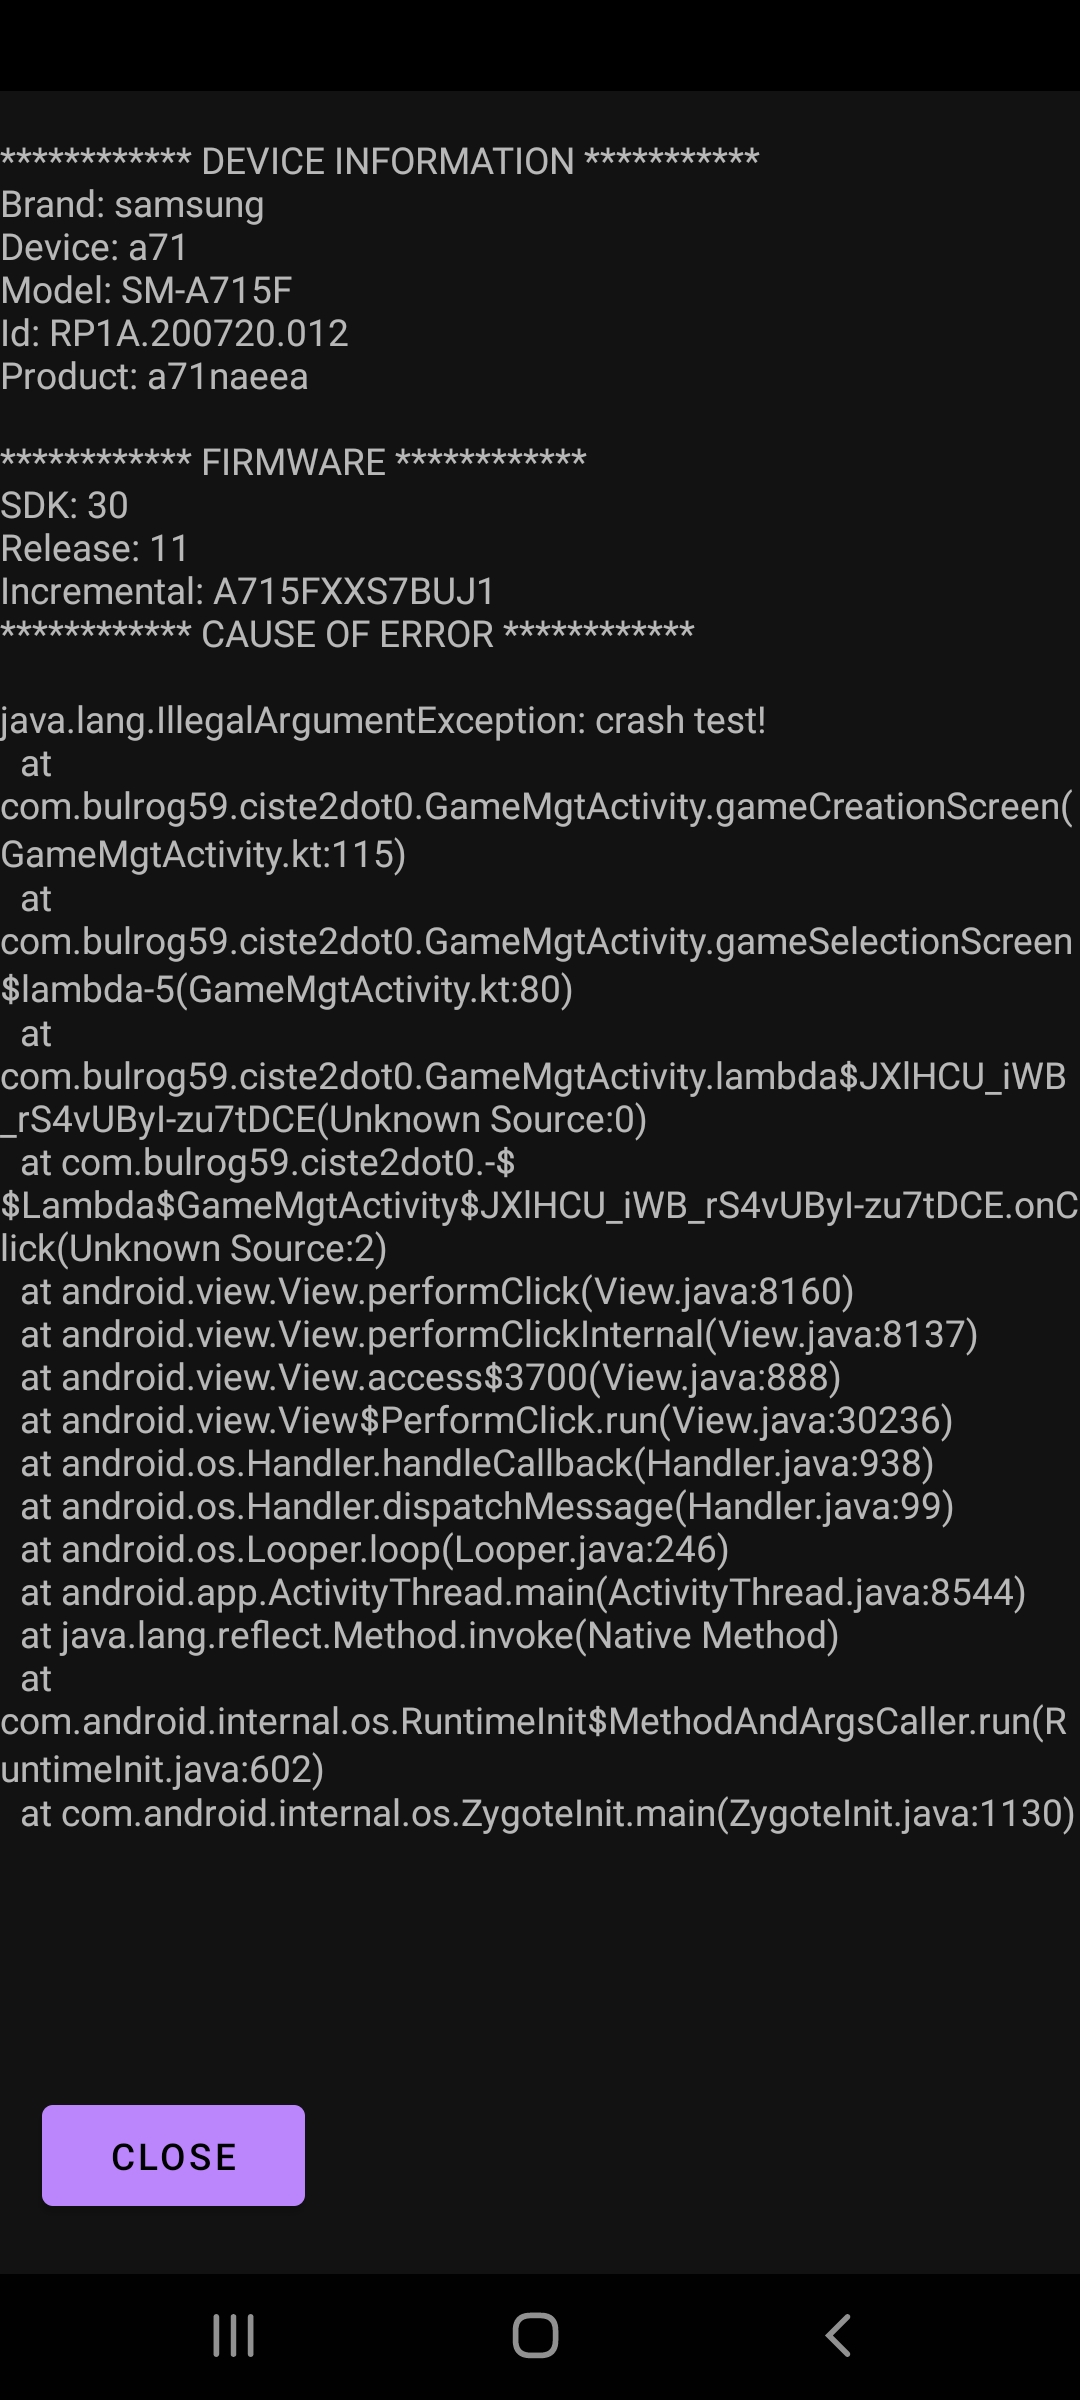 ************ DEVICE INFORMATION ***********
Brand: samsung
Device: a71
Model: SM-A715F
Id: RP1A.200720.012
Product: a71naeea
************ FIRMWARE ************
SDK: 30
Release: 11
Incremental: A715FXXS7BUJ1
************ CAUSE OF ERROR ************
java.lang.IllegalArgumentException: crash test!
at
com.bulrog59.ciste2dot0.GameMgtActivity.gameCreationScreen(
GameMgtActivity.kt:115)
at
com.bulrog59.ciste2dot0.GameMgtActivity.gameSelectionScreen
$lambda-5(GameMgtActivity.kt:80)
at
com.bulrog59.ciste2dot0.GameMgtActivity.lambda$JXlHCU_iWB
_rS4vUByI-zu7tDCE(Unknown Source:0)
at com.bulrog59.ciste2dot0.-$
$Lambda$GameMgtActivity$JXlHCU_iWB_rS4vUByI-zu7tDCE.onC
lick(Unknown Source:2)
at android.view.View.performClick(View.java:8160)
at android.view.View.performClickInternal(View.java:8137)
at android.view.View.access$3700(View.java:888)
at android.view.View$PerformClick.run(View.java:30236)
at android.os.Handler.handleCallback(Handler.java:938)
at android.os.Handler.dispatchMessage(Handler.java:99)
at android.os.Looper.loop(Looper.java:246)
at android.app.ActivityThread.main(ActivityThread.java:8544)
at java.lang.reflect.Method.invoke(Native Method)
at
com.android.internal.os.RuntimeInit$MethodAndArgsCaller.run(R
untimeInit.java:602)
at com.android.internal.os.ZygoteInit.main(ZygoteInit.java:1130)
CLOSE